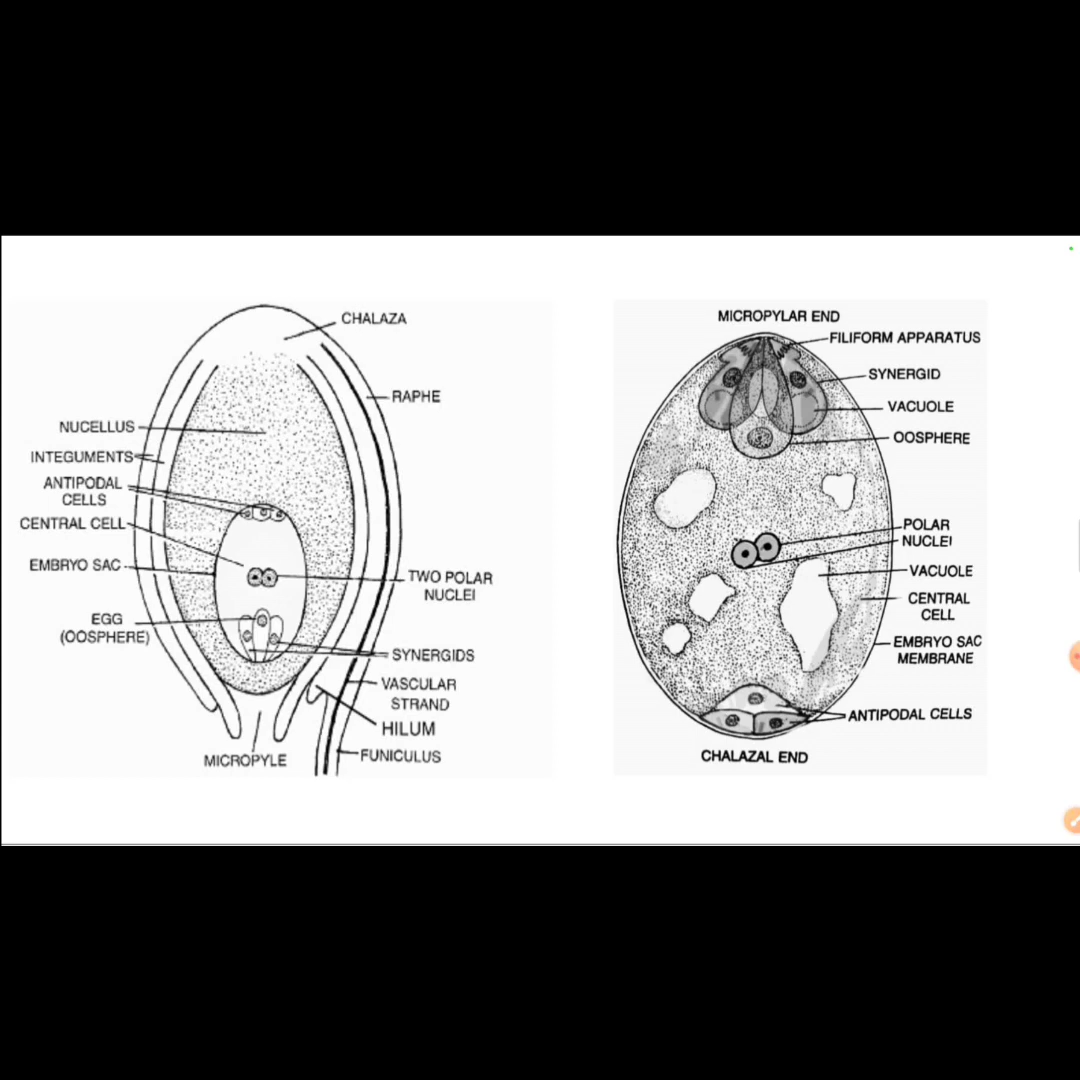 CHALAZA
RAPHE
NUCELLUS
INTEGUMENTS
ANTIPODAL
CELLS
CENTRAL CELL
EMBRYO SAC
TWO POLAR
NUCLEI
EGG
(OOSPHERE)
SYNERGIDS
VASCULAR
STRAND
HILUM
MICROPYLE
FUNICULUS
MICROPYLAR END
FILIFORM APPARATUS
SYNERGID
VACUOLE
OOSPHERE
POLAR
NUCLEI
VACUOLE
CENTRAL
CELL
EMBRYO SAC
MEMBRANE
ANTIPODAL CELLS
CHALAZAL END